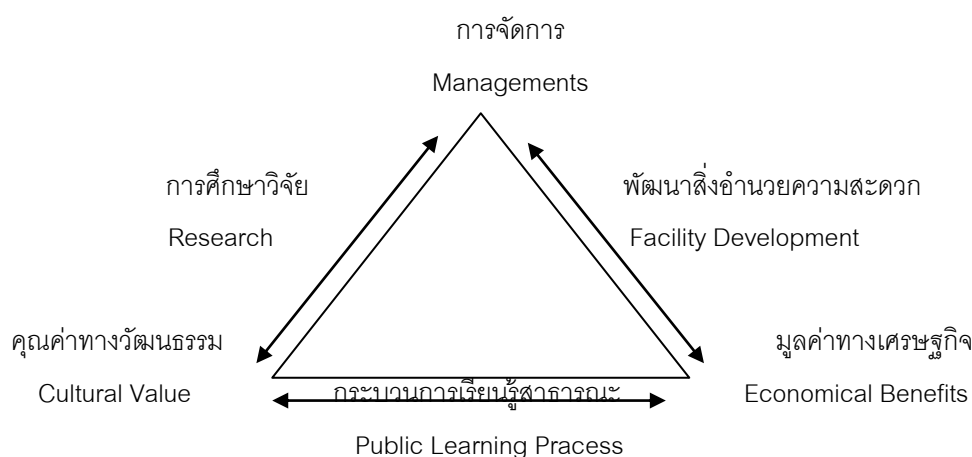 การจัดการ
Managements
การศึกษาวิจัย
Research
พัฒนาสิ่งอำนวยความสะดวก
Facility Development
คุณค่าทางวัฒนธรรม
Cultural Value
มูลค่าทางเศรษฐกิจ
Economical Benefits
กระบวนการเรียนรู้สาธารณะ
Public Learning Pracess